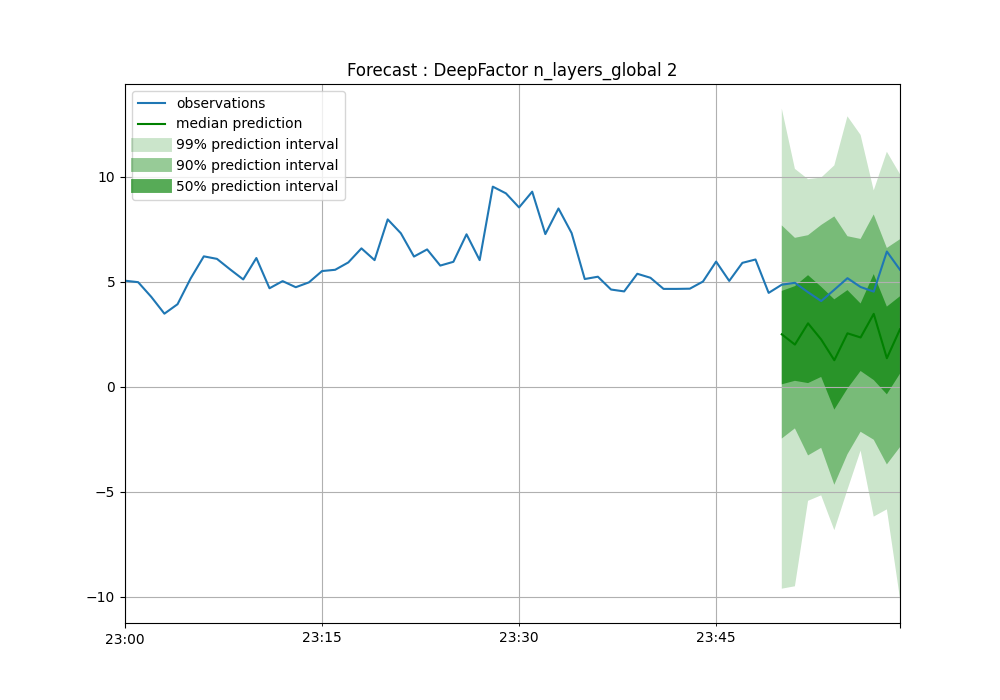 Forecast : DeepFactor n_layers_global 2
observations
median prediction
99% prediction interval
90% prediction interval
50% prediction interval
10
5
0
−5
−10
23:00
23:15
23:30
23:45